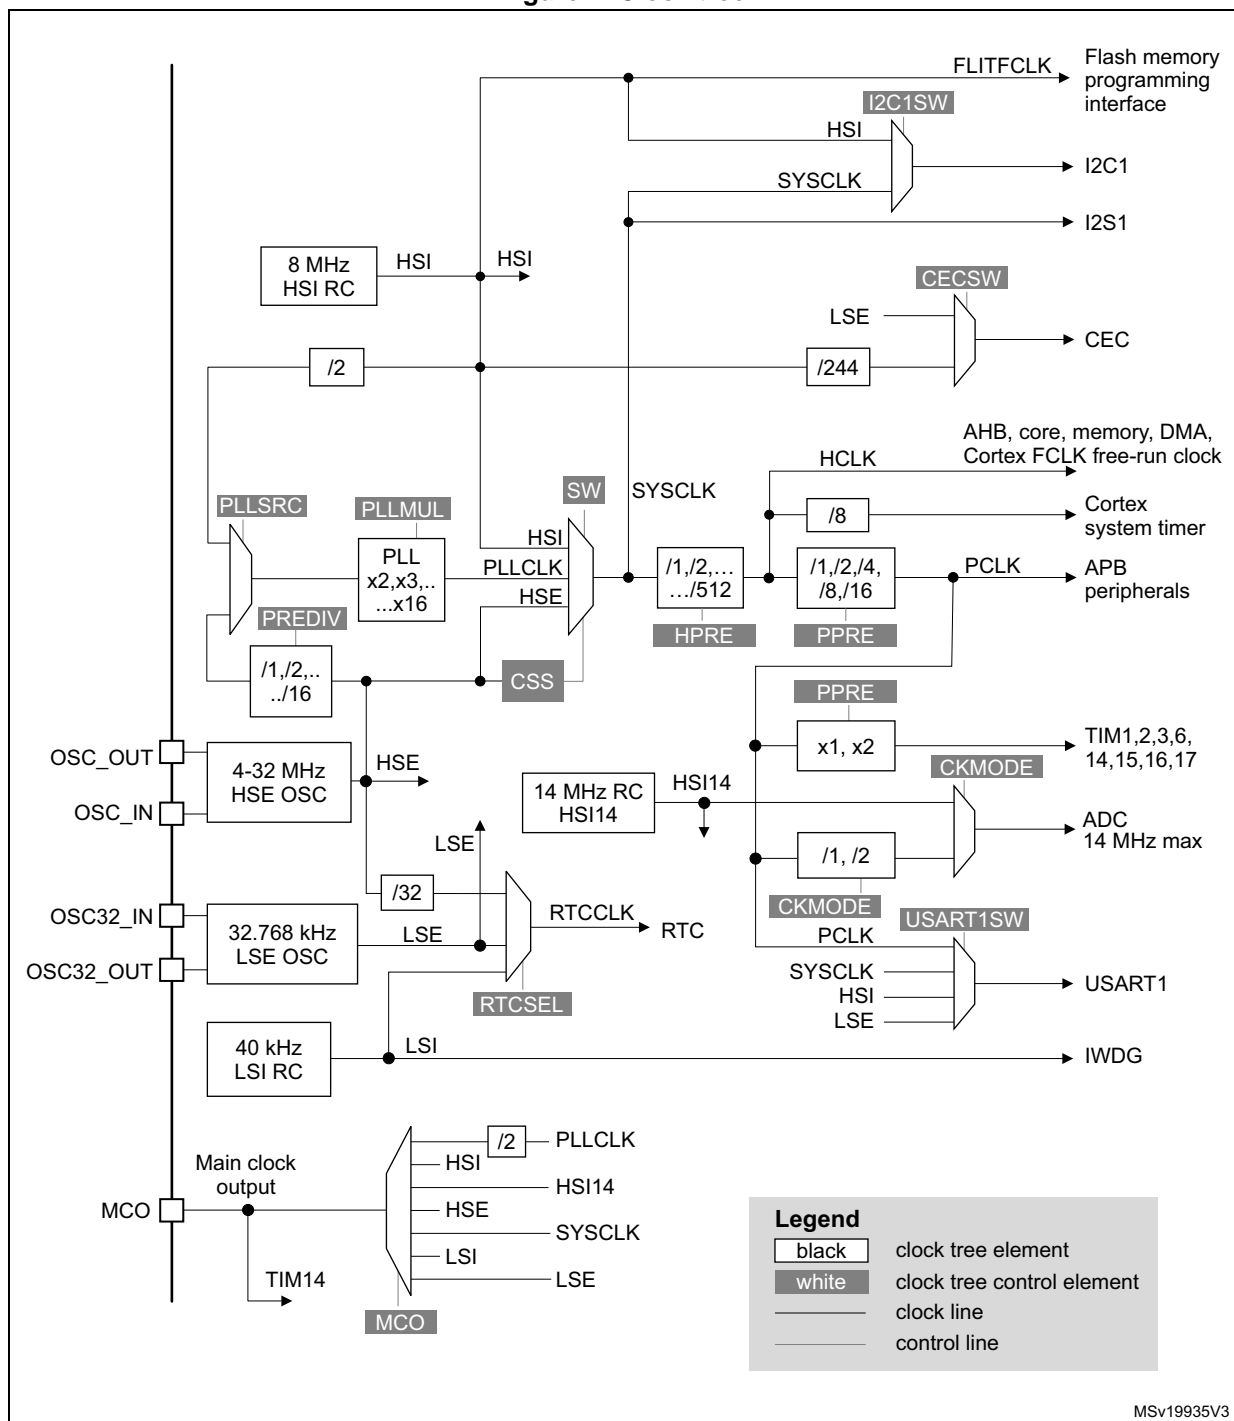 FLITFCLK
Flash memory
programming
interface
I2C1SW
HSI
I2C1
SYSCLK
I2S1
8 MHz
HSI RC
HSI
HSI
CECSW
LSE
CEC
/2
/244
AHB, core, memory, DMA,
Cortex FCLK free-run clock
HCLK
PLLSRC
PLLMUL
SW
SYSCLK
/8
Cortex
system timer
PLL
x2,x3,..
...x16
HSI
PLLCLK
HSE
/1,/2,…
…/512
/1,/2,/4,
/8,/16
PCLK
APB
peripherals
PREDIV
HPRE
PPRE
/1,/2,..
../16
CSS
PPRE
OSC_OUT
OSC_IN
4-32 MHz
HSE OSC
HSE
x1, x2
TIM1,2,3,6,
14,15,16,17
14 MHz RC
HSI14
HSI14
CKMODE
ADC
14 MHz max
LSE
/1, /2
CKMODE
/32
OSC32_IN
OSC32_OUT
32.768 kHz
LSE OSC
LSE
RTCCLK
RTC
RTCSEL
USART1SW
PCLK
SYSCLK
HSI
LSE
USART1
40 kHz
LSI RC
LSI
IWDG
Main clock
output
MCO
TIM14
/2
PLLCLK
HSI
HSI14
HSE
SYSCLK
LSI
LSE
MCO
Legend
black
clock tree element
white
clock tree control element
clock line
control line
MSv19935V3